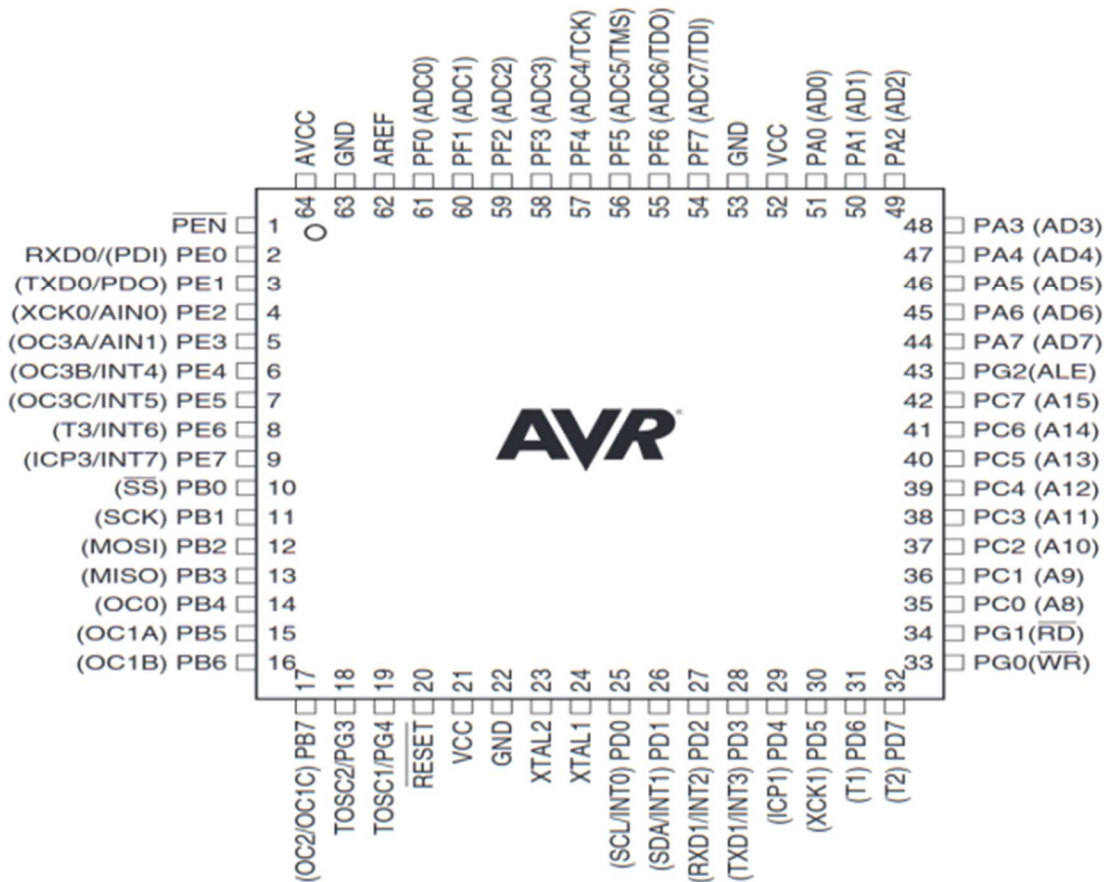 AVCC
GND
AREF
PF0 (ADC0)
PF1 (ADC1)
PF2 (ADC2)
PF3 (ADC3)
PF4 (ADC4/TCK)
PF5 (ADC5/TMS)
PF6 (ADC6/TDO)
PF7 (ADC7/TDI)
GND
VCC
PA0 (AD0)
PA1 (AD1)
PA2 (AD2)
64
63
62
61
60
59
58
57
56
55
54
53
52
51
50
49
PEN 1
RXD0/(PDI) PE0 2
(TXD0/PDO) PE1 3
(XCK0/AIN0) PE2 4
(OC3A/AIN1) PE3 5
(OC3B/INT4) PE4 6
(OC3C/INT5) PE5 7
(T3/INT6) PE6 8
(ICP3/INT7) PE7 9
(SS) PB0 10
(SCK) PB1 11
(MOSI) PB2 12
(MISO) PB3 13
(OC0) PB4 14
(OC1A) PB5 15
(OC1B) PB6 16
AVR
48 PA3 (AD3)
47 PA4 (AD4)
46 PA5 (AD5)
45 PA6 (AD6)
44 PA7 (AD7)
43 PG2(ALE)
42 PC7 (A15)
41 PC6 (A14)
40 PC5 (A13)
39 PC4 (A12)
38 PC3 (A11)
37 PC2 (A10)
36 PC1 (A9)
35 PC0 (A8)
34 PG1(RD)
33 PG0(WR)
17
18
19
20
21
22
23
24
25
26
27
28
29
30
31
32
(OC2/OC1C) PB7
TOSC2/PG3
TOSC1/PG4
RESET
VCC
GND
XTAL2
XTAL1
(SCL/INT0) PD0
(SDA/INT1) PD1
(RXD1/INT2) PD2
(TXD1/INT3) PD3
(ICP1) PD4
(XCK1) PD5
(T1) PD6
(T2) PD7